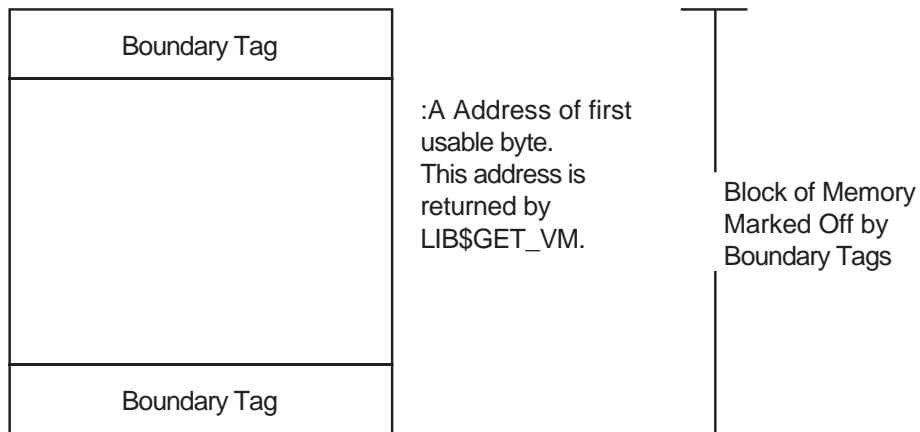 Boundary Tag
:A Address of first
usable byte.
This address is
returned by
LIB$GET_VM.
Block of Memory
Marked Off by
Boundary Tags
Boundary Tag